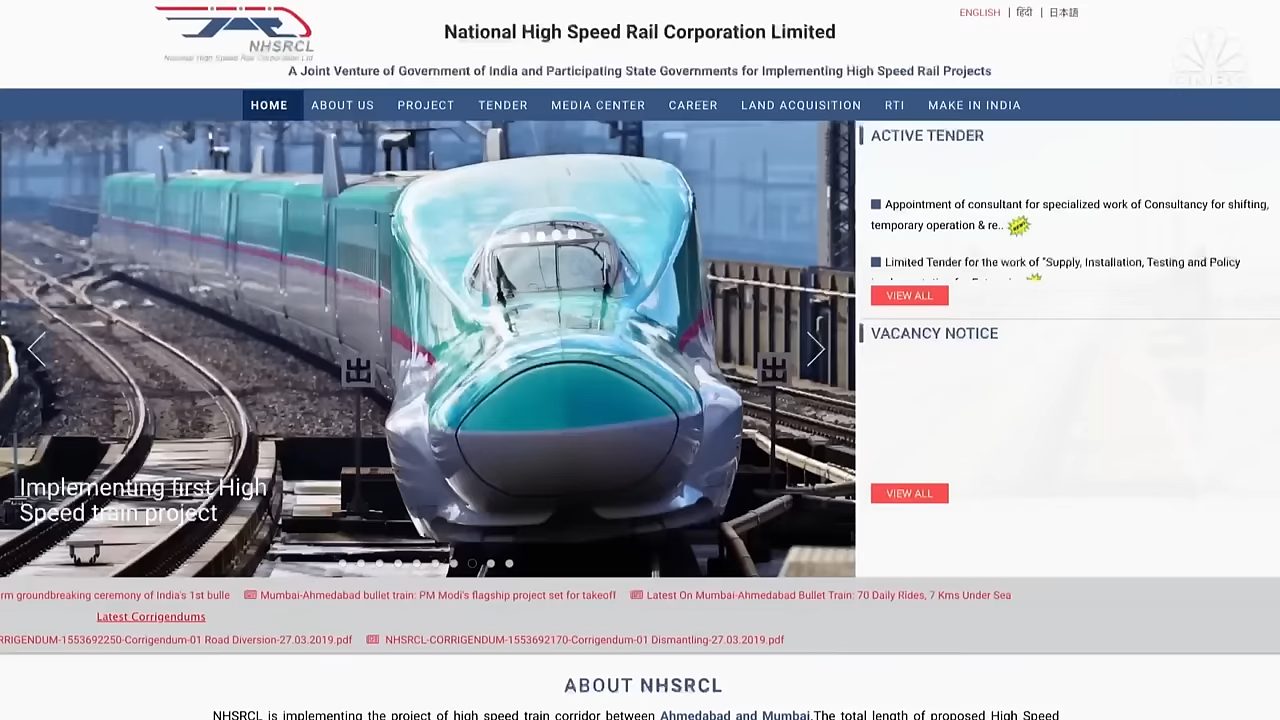 ENGLISH | हिंदी | 日本語
NHSRCL
National High Speed Rail Corporation Ltd
National High Speed Rail Corporation Limited
A Joint Venture of Government of India and Participating State Governments for Implementing High Speed Rail Projects
HOME ABOUT US PROJECT TENDER MEDIA CENTER CAREER LAND ACQUISITION RTI MAKE IN INDIA
ACTIVE TENDER
Appointment of consultant for specialized work of Consultancy for shifting,
temporary operation & re..
Limited Tender for the work of "Supply, Installation, Testing and Policy
VIEW ALL
VACANCY NOTICE
VIEW ALL
出 出
Implementing first High
Speed train project
rm groundbreaking ceremony of India's 1st bulle Mumbai-Ahmedabad bullet train: PM Modi's flagship project set for takeoff Latest On Mumbai-Ahmedabad Bullet Train: 70 Daily Rides, 7 Kms Under Sea
Latest Corrigendums
RRIGENDUM-1553692250-Corrigendum-01 Road Diversion-27.03.2019.pdf NHSRCL-CORRIGENDUM-1553692170-Corrigendum-01 Dismantling-27.03.2019.pdf
ABOUT NHSRCL
NHSRCL is implementing the project of high speed train corridor between Ahmedabad and Mumbai.The total length of proposed High Speed